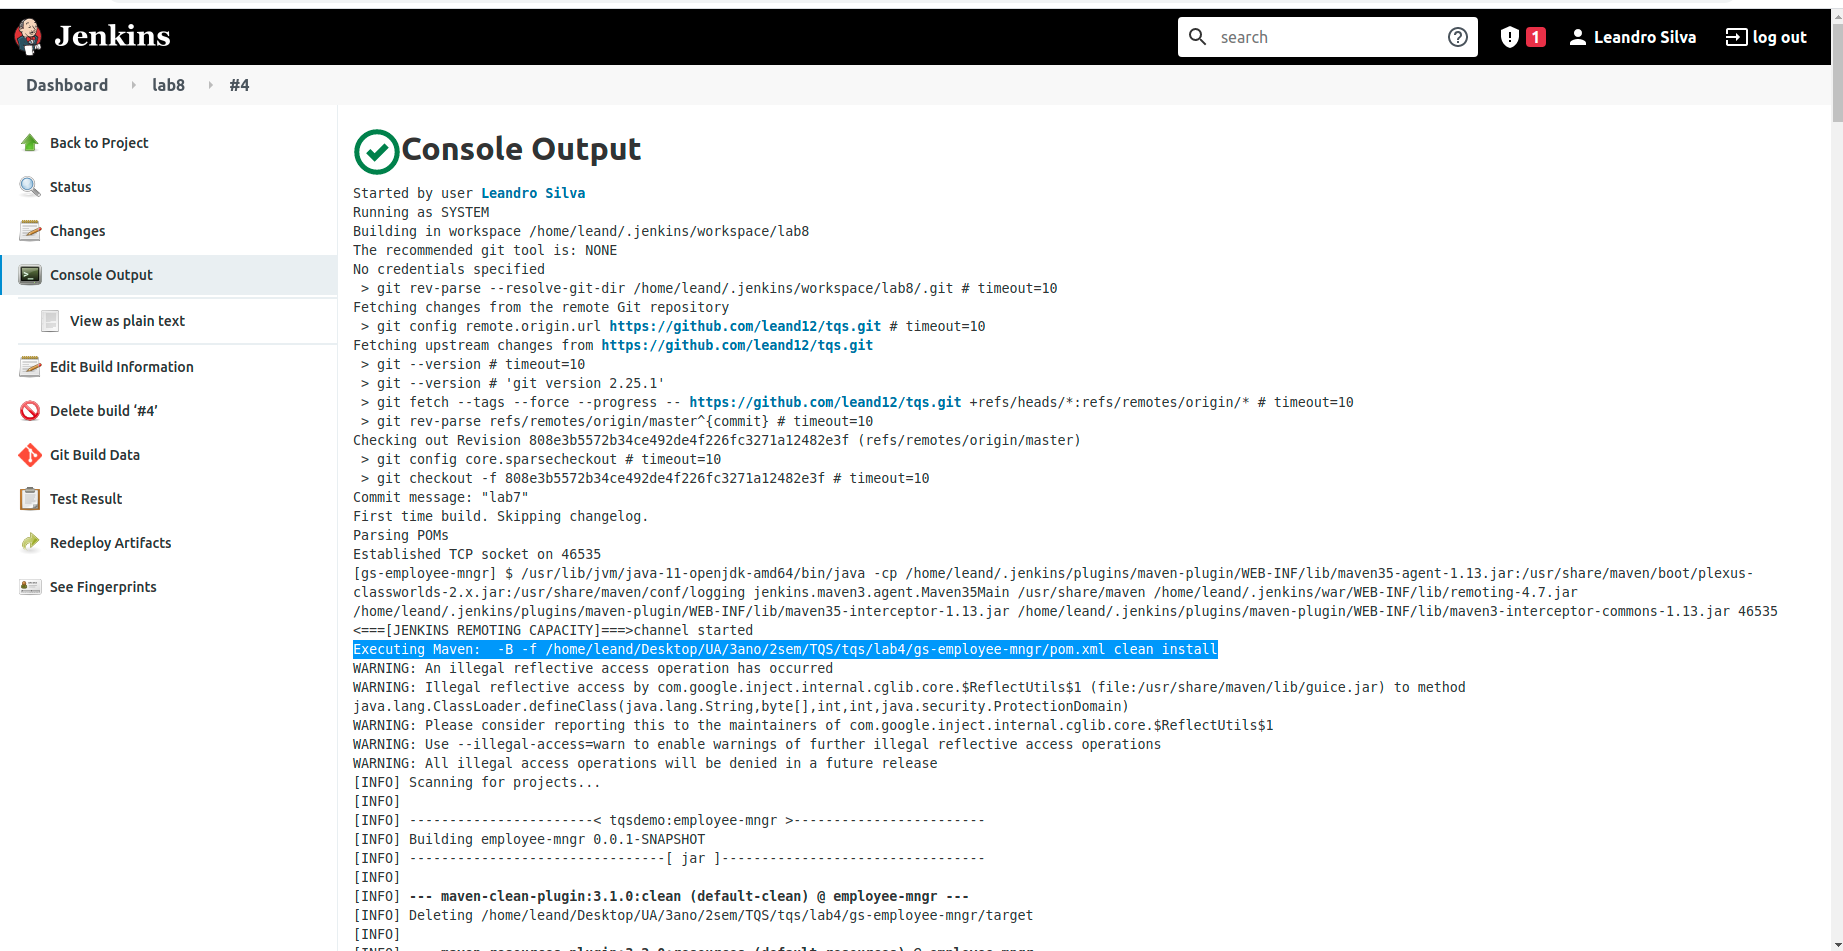 Jenkins
search
1
Leandro Silva
log out
Dashboard
lab8
#4
Back to Project
Status
Changes
Console Output
View as plain text
Edit Build Information
Delete build ‘#4’
Git Build Data
Test Result
Redeploy Artifacts
See Fingerprints
Console Output
Started by user Leandro Silva
Running as SYSTEM
Building in workspace /home/leand/.jenkins/workspace/lab8
The recommended git tool is: NONE
No credentials specified
> git rev-parse --resolve-git-dir /home/leand/.jenkins/workspace/lab8/.git # timeout=10
Fetching changes from the remote Git repository
> git config remote.origin.url https://github.com/leand12/tqs.git # timeout=10
Fetching upstream changes from https://github.com/leand12/tqs.git
> git --version # timeout=10
> git --version # 'git version 2.25.1'
> git fetch --tags --force --progress -- https://github.com/leand12/tqs.git +refs/heads/*:refs/remotes/origin/* # timeout=10
> git rev-parse refs/remotes/origin/master^{commit} # timeout=10
Checking out Revision 808e3b5572b34ce492de4f226fc3271a12482e3f (refs/remotes/origin/master)
> git config core.sparsecheckout # timeout=10
> git checkout -f 808e3b5572b34ce492de4f226fc3271a12482e3f # timeout=10
Commit message: "lab7"
First time build. Skipping changelog.
Parsing POMs
Established TCP socket on 46535
[gs-employee-mngr] $ /usr/lib/jvm/java-11-openjdk-amd64/bin/java -cp /home/leand/.jenkins/plugins/maven-plugin/WEB-INF/lib/maven35-agent-1.13.jar:/usr/share/maven/boot/plexus-
classworlds-2.x.jar:/usr/share/maven/conf/logging jenkins.maven3.agent.Maven35Main /usr/share/maven /home/leand/.jenkins/war/WEB-INF/lib/remoting-4.7.jar
/home/leand/.jenkins/plugins/maven-plugin/WEB-INF/lib/maven35-interceptor-1.13.jar /home/leand/.jenkins/plugins/maven-plugin/WEB-INF/lib/maven3-interceptor-commons-1.13.jar 46535
<===[JENKINS REMOTING CAPACITY]===>channel started
Executing Maven:  -B -f /home/leand/Desktop/UA/3ano/2sem/TQS/tqs/lab4/gs-employee-mngr/pom.xml clean install
WARNING: An illegal reflective access operation has occurred
WARNING: Illegal reflective access by com.google.inject.internal.cglib.core.$ReflectUtils$1 (file:/usr/share/maven/lib/guice.jar) to method
java.lang.ClassLoader.defineClass(java.lang.String,byte[],int,int,java.security.ProtectionDomain)
WARNING: Please consider reporting this to the maintainers of com.google.inject.internal.cglib.core.$ReflectUtils$1
WARNING: Use --illegal-access=warn to enable warnings of further illegal reflective access operations
WARNING: All illegal access operations will be denied in a future release
[INFO] Scanning for projects...
[INFO]
[INFO] -----------------------< tqsdemo:employee-mngr >------------------------
[INFO] Building employee-mngr 0.0.1-SNAPSHOT
[INFO] --------------------------------[ jar ]---------------------------------
[INFO]
[INFO] --- maven-clean-plugin:3.1.0:clean (default-clean) @ employee-mngr ---
[INFO] Deleting /home/leand/Desktop/UA/3ano/2sem/TQS/tqs/lab4/gs-employee-mngr/target
[INFO]